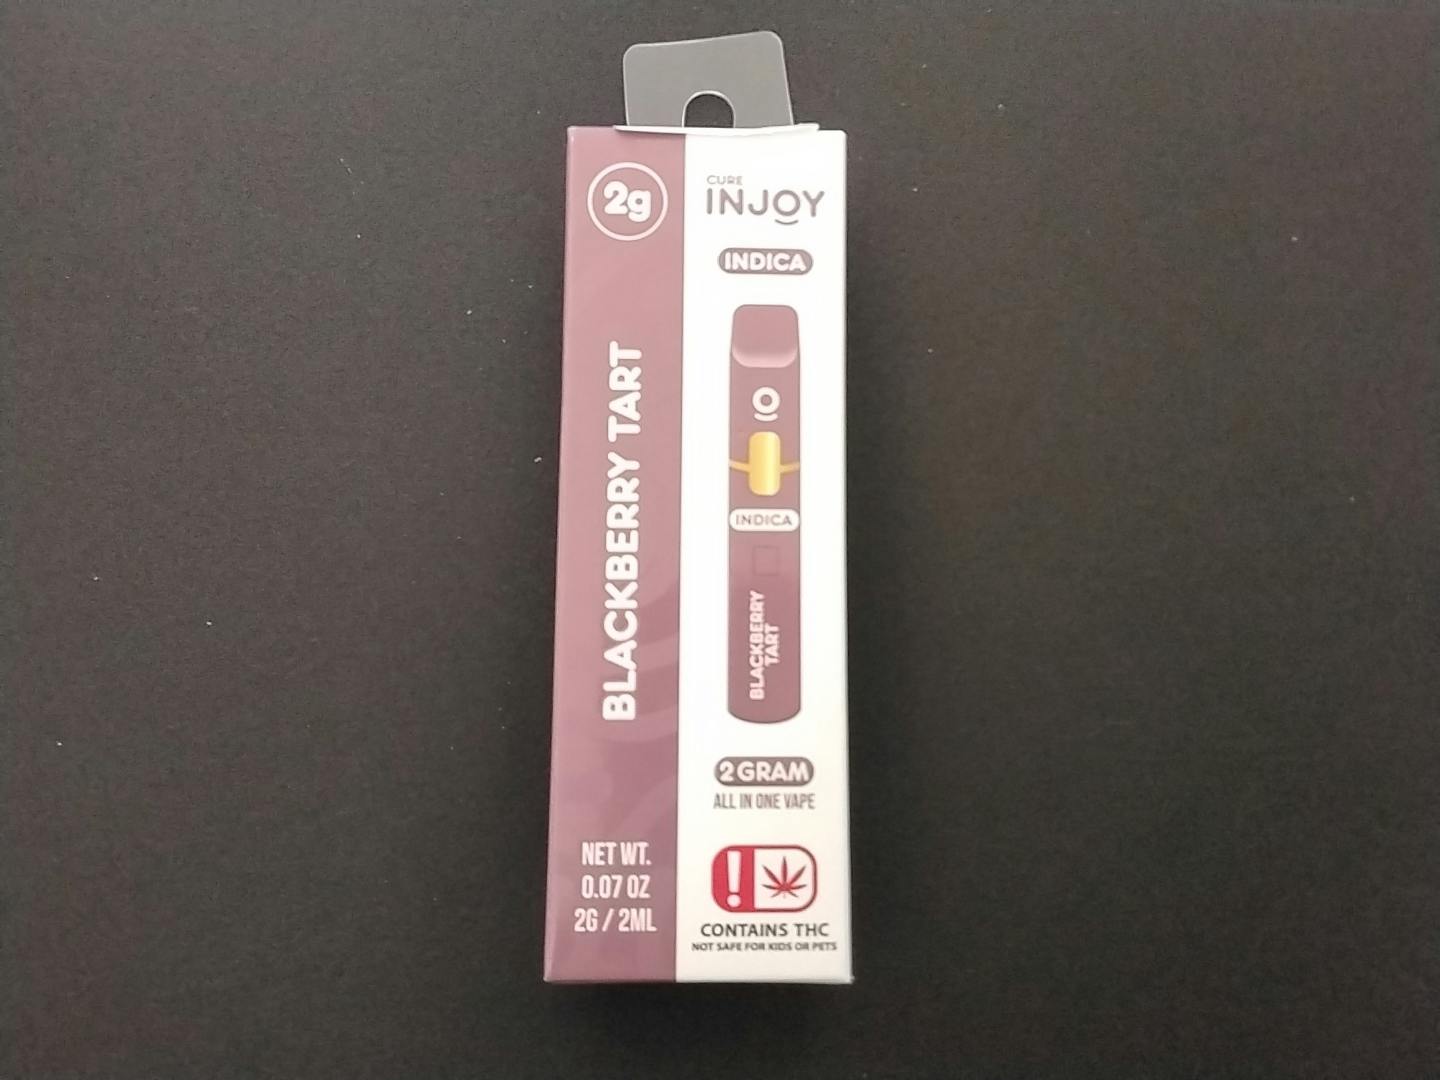 2g
BLACKBERRY TART
NET WT.
0.07 OZ
2G / 2ML
CURE
INJOY
INDICA
INDICA
BLACKBERRY
TART
2 GRAM
ALL IN ONE VAPE
!
CONTAINS THC
NOT SAFE FOR KIDS OR PETS